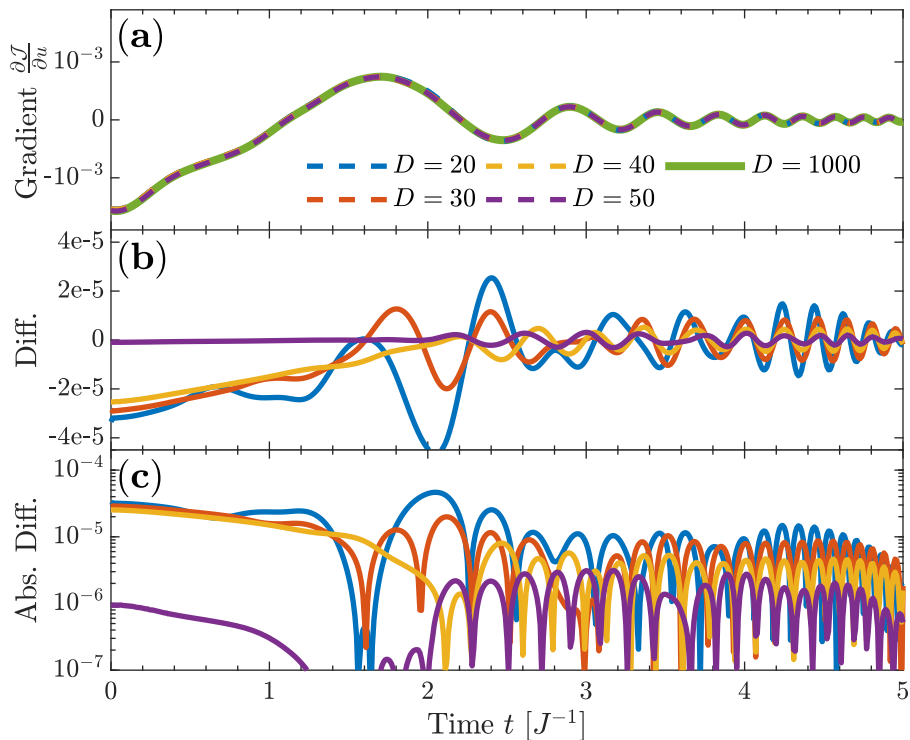 (a)
Gradient ∂𝒥/∂u
10⁻³
0
-10⁻³
D = 20
D = 40
D = 1000
D = 30
D = 50
(b)
Diff.
4e-5
2e-5
0
-2e-5
-4e-5
(c)
Abs. Diff.
10⁻⁴
10⁻⁵
10⁻⁶
10⁻⁷
0 1 2 3 4 5
Time t [J⁻¹]